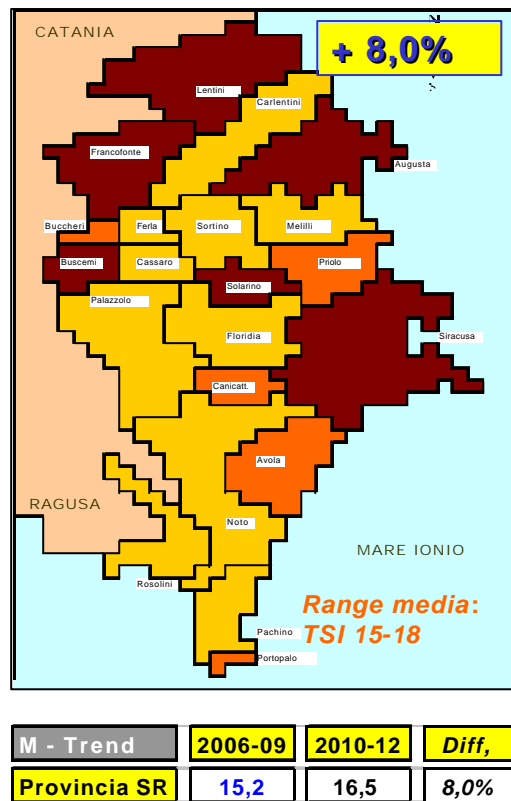 CATANIA
+ 8,0%
Lentini
Carlentini
Francofonte
Augusta
Buccheri
Ferla
Sortino
Melilli
Buscemi
Cassaro
Priolo
Solarino
Palazzolo
Floridia
Siracusa
Canicatt.
Avola
RAGUSA
Noto
MARE IONIO
Rosolini
Range media:
TSI 15-18
Pachino
Portopalo
M - Trend 2006-09 2010-12 Diff,
Provincia SR 15,2 16,5 8,0%